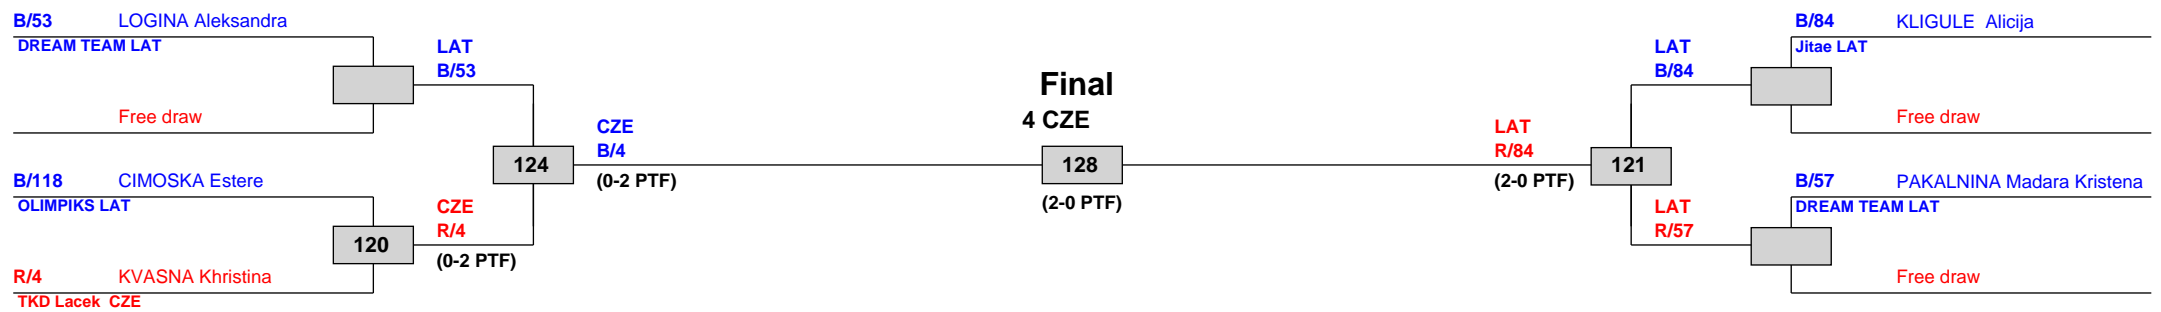 B/53 LOGINA Aleksandra
DREAM TEAM LAT
Free draw
B/118 CIMOSKA Estere
OLIMPIKS LAT
R/4 KVASNA Khristina
TKD Lacek CZE
LAT
B/53
120
CZE
R/4
(0-2 PTF)
124
CZE
B/4
(0-2 PTF)
Final
4 CZE
128
(2-0 PTF)
LAT
R/84
(2-0 PTF)
121
LAT
B/84
LAT
R/57
B/84 KLIGULE Alicija
Jitae LAT
Free draw
B/57 PAKALNINA Madara Kristena
DREAM TEAM LAT
Free draw